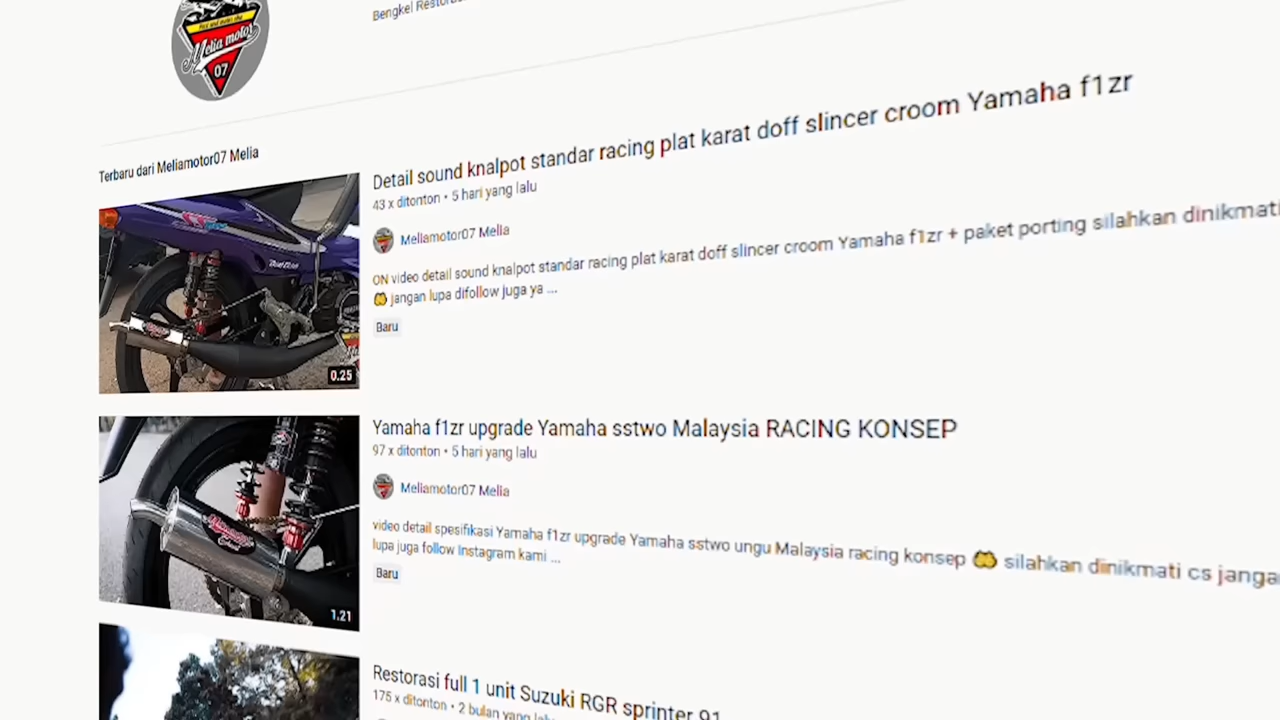 Melia motor
07
Bengkel
Terbaru dari Meliamotor07 Melia
Detail sound knalpot standar racing plat karat doff slincer croom Yamaha f1zr
43 x ditonton • 5 hari yang lalu
Meliamotor07 Melia
ON video detail sound knalpot standar racing plat karat doff slincer croom Yamaha f1zr + paket porting silahkan dinikmati
🤲 jangan lupa difollow juga ya ...
Baru
0.25
Yamaha f1zr upgrade Yamaha sstwo Malaysia RACING KONSEP
97 x ditonton • 5 hari yang lalu
Meliamotor07 Melia
video detail spesifikasi Yamaha f1zr upgrade Yamaha sstwo ungu Malaysia racing konsep 🤲 silahkan dinikmati cs janga
lupa juga follow Instagram kami ...
Baru
1.21
Restorasi full 1 unit Suzuki RGR sprinter 91
175 x ditonton • 2 bulan yang